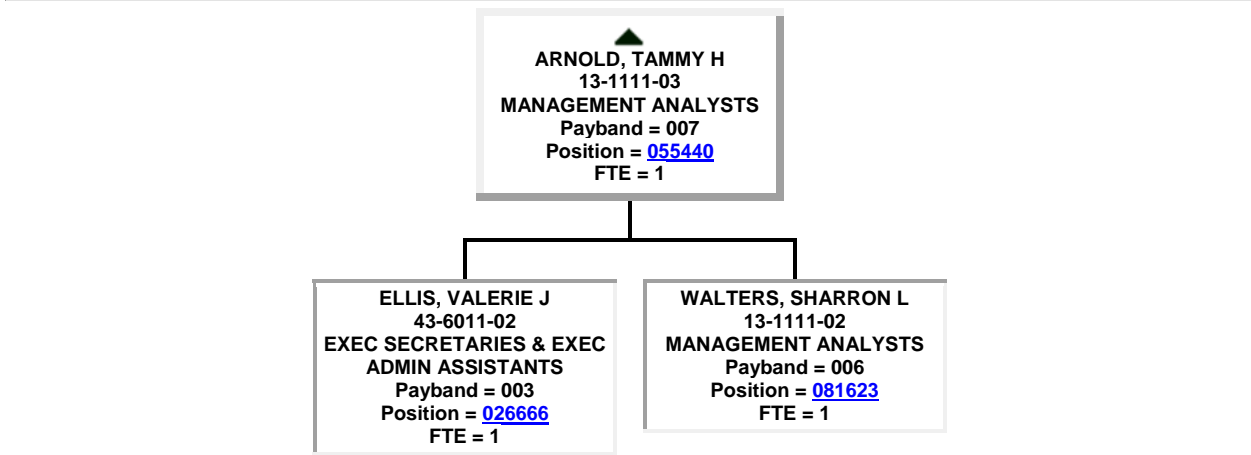 ARNOLD, TAMMY H
13-1111-03
MANAGEMENT ANALYSTS
Payband = 007
Position = 055440
FTE = 1
ELLIS, VALERIE J
43-6011-02
EXEC SECRETARIES & EXEC
ADMIN ASSISTANTS
Payband = 003
Position = 026666
FTE = 1
WALTERS, SHARRON L
13-1111-02
MANAGEMENT ANALYSTS
Payband = 006
Position = 081623
FTE = 1